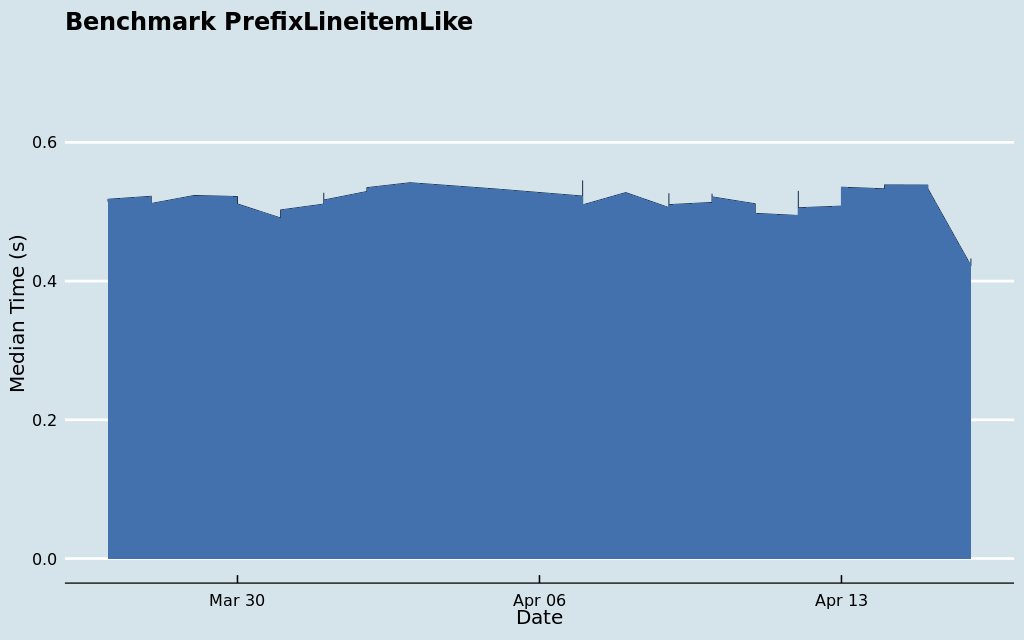 Benchmark PrefixLineitemLike
Median Time (s)
0.6
0.4
0.2
0.0
Mar 30
Apr 06
Apr 13
Date